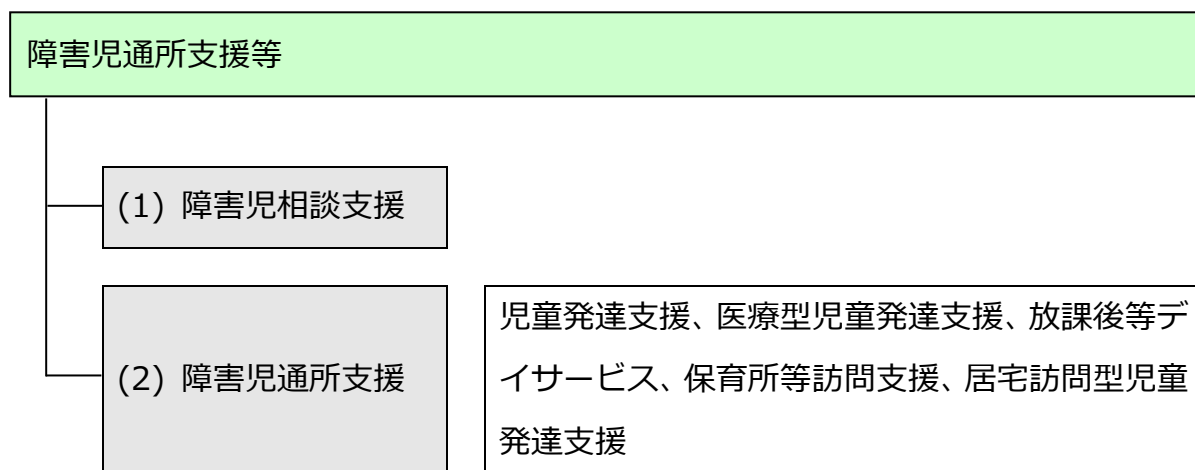 障害児通所支援等
(1) 障害児相談支援
(2) 障害児通所支援
児童発達支援、医療型児童発達支援、放課後等デ
イサービス、保育所等訪問支援、居宅訪問型児童
発達支援